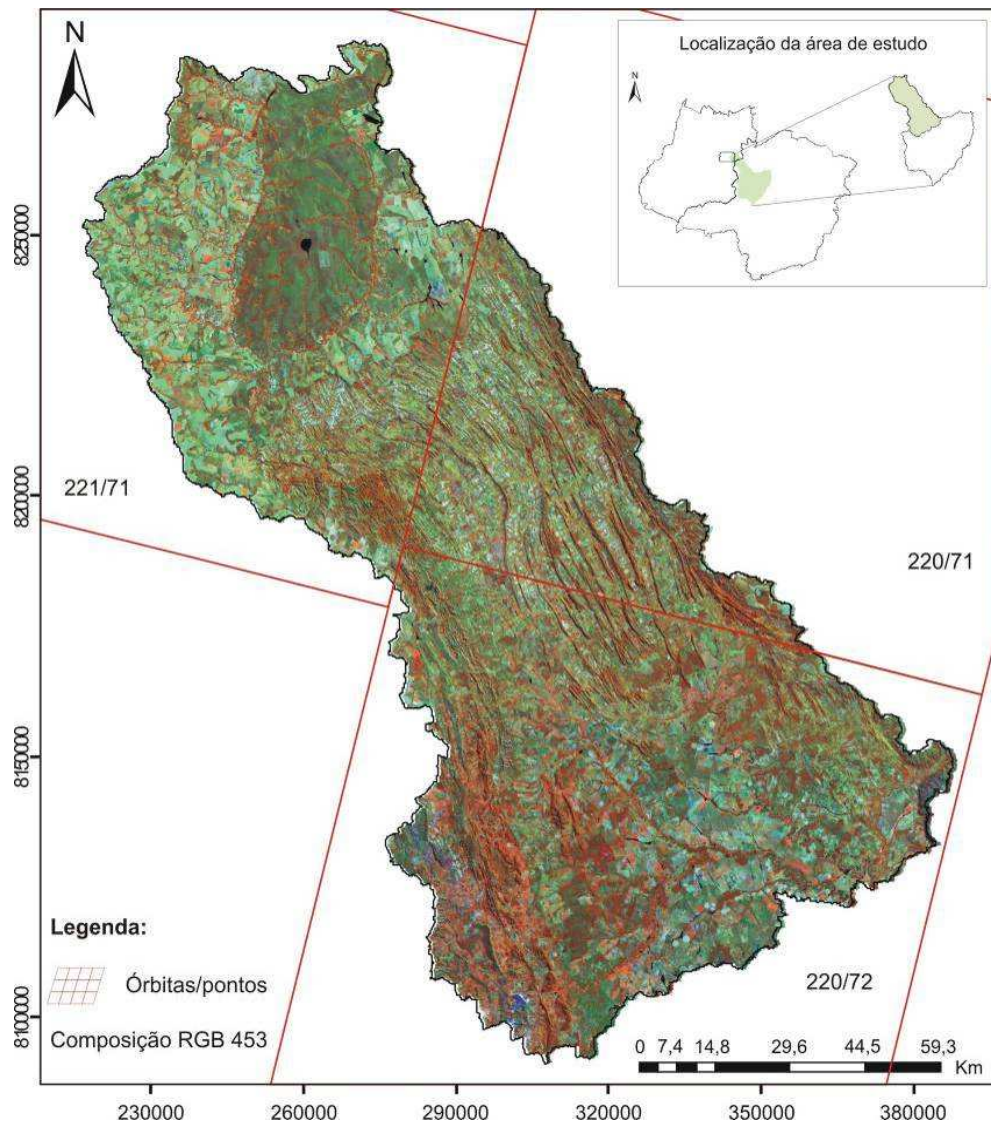 N
Localização da área de estudo
N
8250000
8200000
8150000
8100000
221/71
220/71
220/72
Legenda:
Órbitas/pontos
Composição RGB 453
0 7,4 14,8 29,6 44,5 59,3
Km
230000 260000 290000 320000 350000 380000